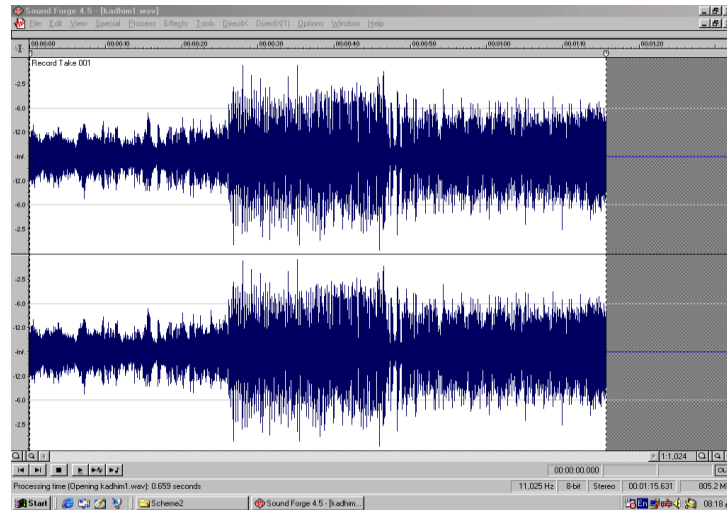 Sound Forge 4.5 - [kadhim1.wav]
File Edit View Special Process Effects Tools DirectX DirectX(1) Options Window Help
00:00:00 00:00:10 00:00:20 00:00:30 00:00:40 00:00:50 00:01:00 00:01:10 00:01:20
Record Take 001
-2.5
-6.0
-12.0
-Inf.
-12.0
-6.0
-2.5
-2.5
-6.0
-12.0
-Inf.
-12.0
-6.0
-2.5
1:1,024
00:00:00.000
Processing time (Opening kadhim1.wav): 0.659 seconds 11,025 Hz 8-bit Stereo 00:01:15.631 805.2 M
Start Scheme2 Sound Forge 4.5 - [kadhim... En 08:18